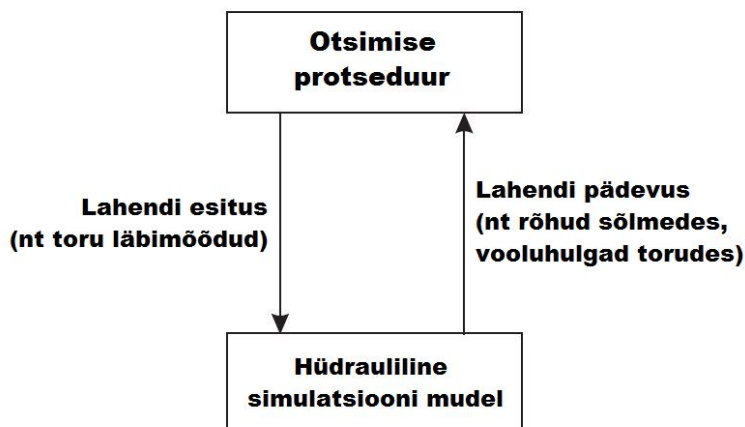 Otsimise
protseduur
Lahendi esitus
(nt toru läbimõõdud)
Lahendi pädevus
(nt rõhud sõlmedes,
vooluhulgad torudes)
Hüdrauliline
simulatsiooni mudel